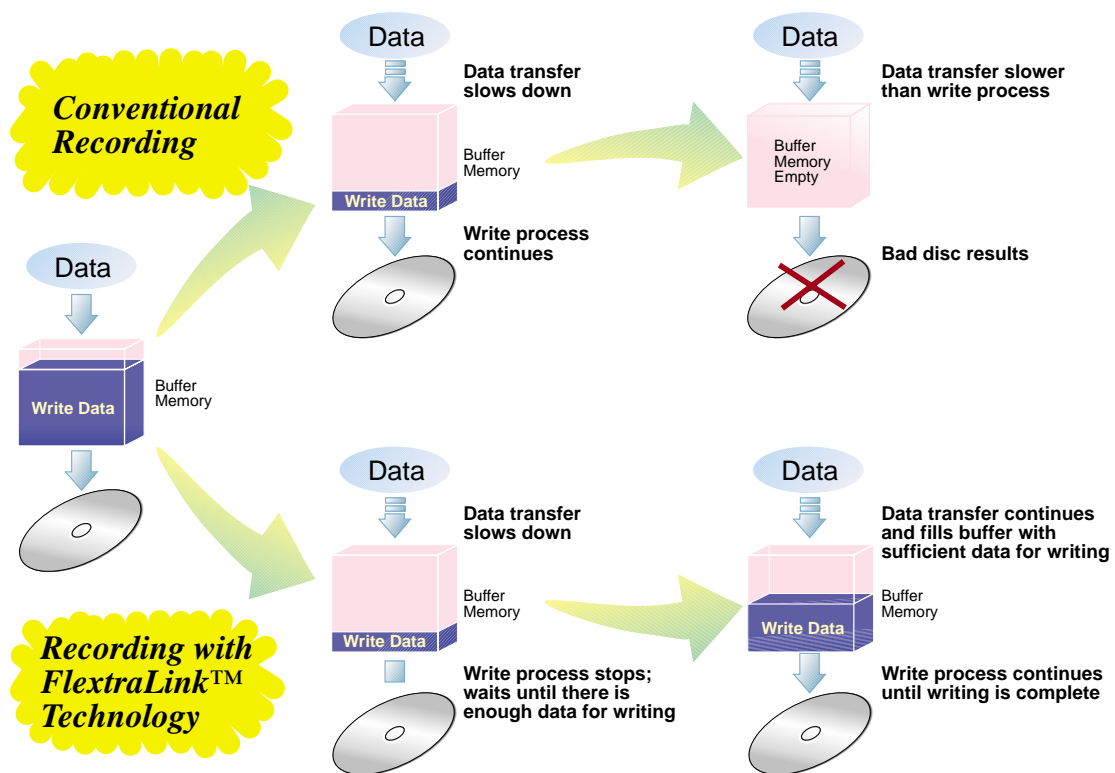 Conventional
Recording
Data
Data transfer
slows down
Buffer
Memory
Write Data
Write process
continues
Data
Data transfer slower
than write process
Buffer
Memory
Empty
Bad disc results
Data
Write Data
Buffer
Memory
Recording with
FlextraLink™
Technology
Data
Data transfer
slows down
Buffer
Memory
Write Data
Write process stops;
waits until there is
enough data for writing
Data
Data transfer continues
and fills buffer with
sufficient data for writing
Buffer
Memory
Write Data
Write process continues
until writing is complete